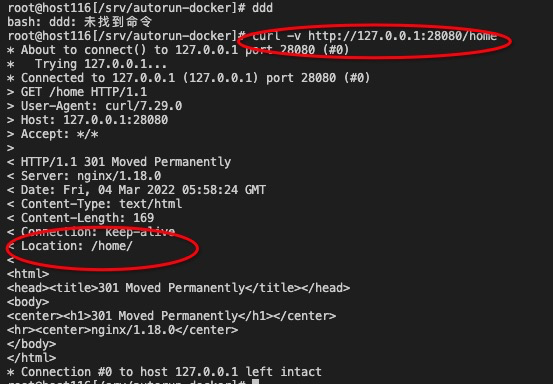 root@host116[/srv/autorun-docker]# ddd
bash: ddd: 未找到命令
root@host116[/srv/autorun-docker]# curl -v http://127.0.0.1:28080/home
* About to connect() to 127.0.0.1 port 28080 (#0)
*   Trying 127.0.0.1...
* Connected to 127.0.0.1 (127.0.0.1) port 28080 (#0)
> GET /home HTTP/1.1
> User-Agent: curl/7.29.0
> Host: 127.0.0.1:28080
> Accept: */*
>
< HTTP/1.1 301 Moved Permanently
< Server: nginx/1.18.0
< Date: Fri, 04 Mar 2022 05:58:24 GMT
< Content-Type: text/html
< Content-Length: 169
< Connection: keep-alive
< Location: /home/
<
<html>
<head><title>301 Moved Permanently</title></head>
<body>
<center><h1>301 Moved Permanently</h1></center>
<hr><center>nginx/1.18.0</center>
</body>
</html>
* Connection #0 to host 127.0.0.1 left intact
root@host116[/srv/autorun-docker]#